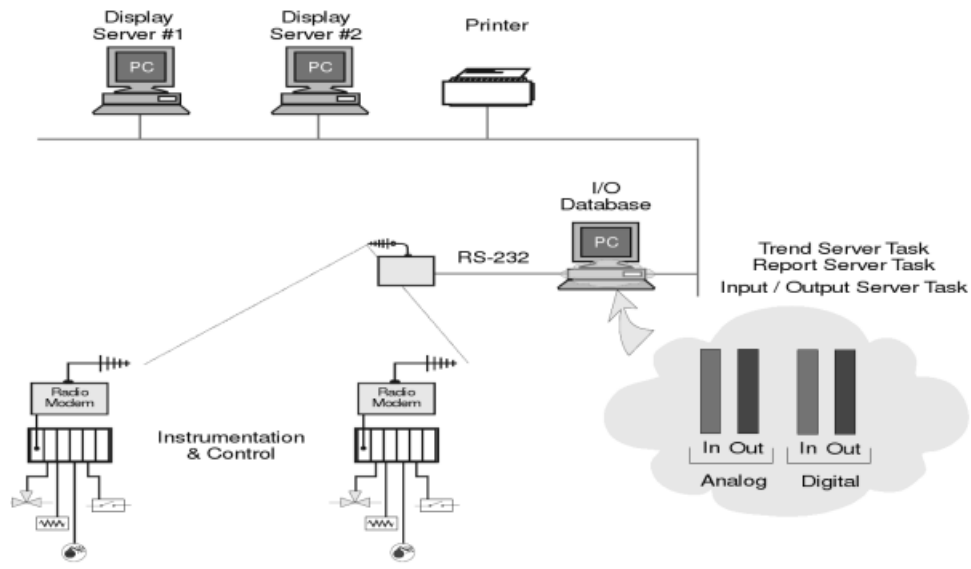 Display
Server #1
Display
Server #2
Printer
PC
PC
I/O
Database
PC
RS-232
Trend Server Task
Report Server Task
Input / Output Server Task
Radio
Modem
Radio
Modem
Instrumentation
& Control
In Out
In Out
Analog
Digital